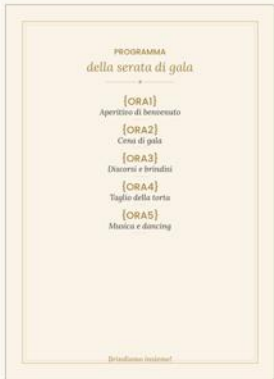 PROGRAMMA
della serata di gala
{ORA1}
Aperitivo di benvenuto
{ORA2}
Cena di gala
{ORA3}
Discorsi e brindisi
{ORA4}
Taglio della torta
{ORA5}
Musica e dancing
Brindiamo insieme!